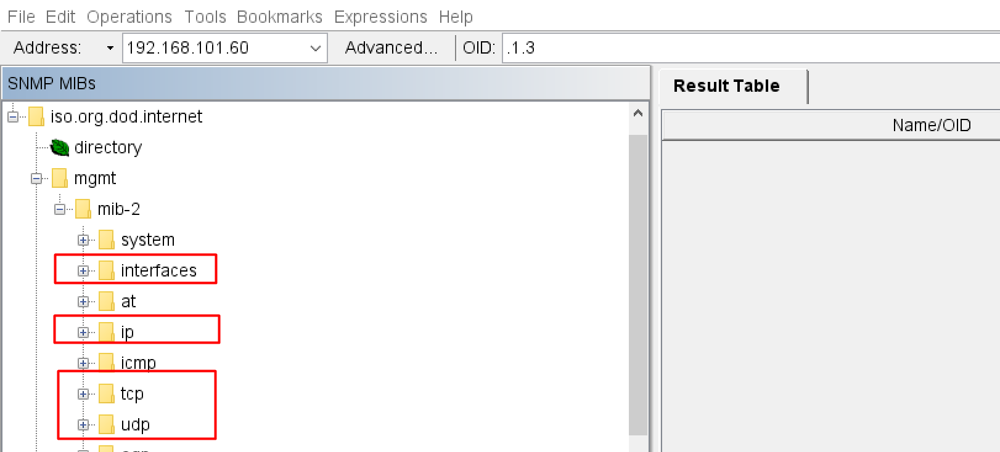 File Edit Operations Tools Bookmarks Expressions Help
Address: 192.168.101.60 Advanced... OID: .1.3
SNMP MIBs
iso.org.dod.internet
directory
mgmt
mib-2
system
interfaces
at
ip
icmp
tcp
udp
Result Table
Name/OID